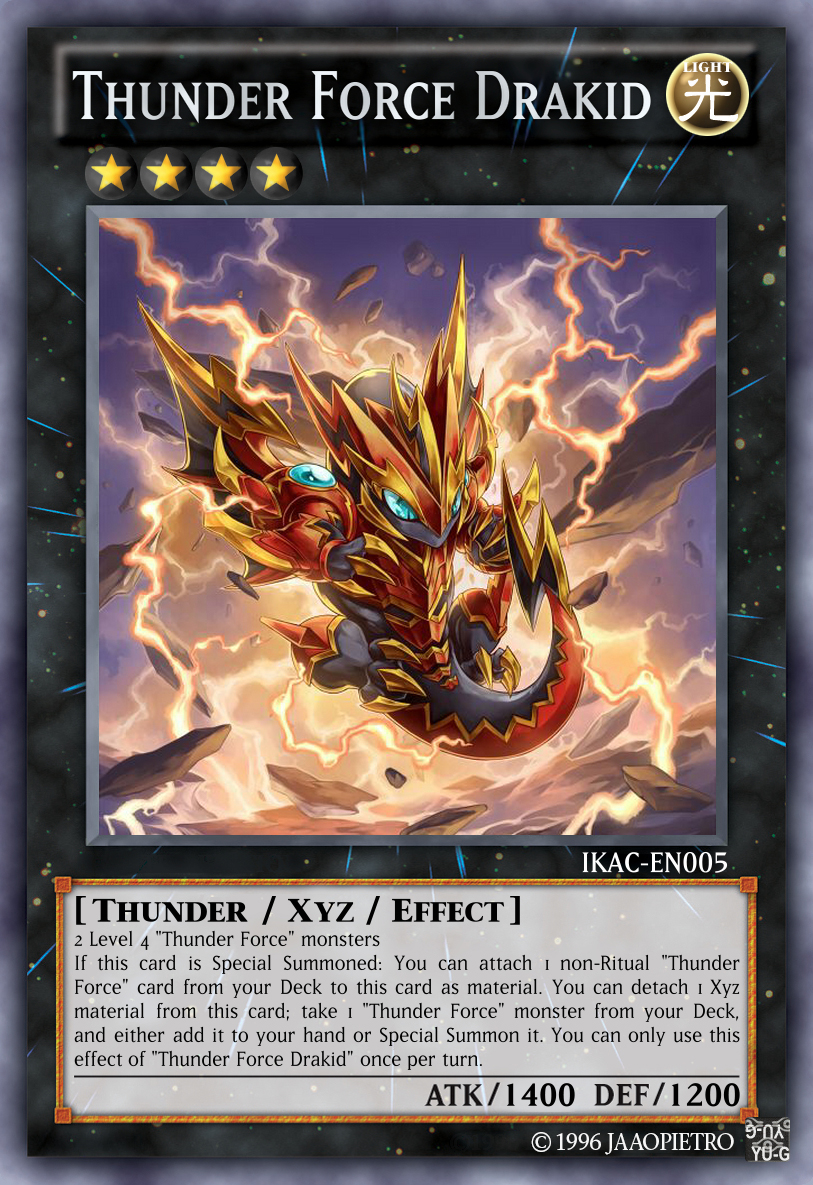 THUNDER FORCE DRAKID
LIGHT
光
IKAC-EN005
[ THUNDER / XYZ / EFFECT ]
2 Level 4 "Thunder Force" monsters
If this card is Special Summoned: You can attach 1 non-Ritual "Thunder
Force" card from your Deck to this card as material. You can detach 1 Xyz
material from this card; take 1 "Thunder Force" monster from your Deck,
and either add it to your hand or Special Summon it. You can only use this
effect of "Thunder Force Drakid" once per turn.
ATK/1400 DEF/1200
© 1996 JAAOPIETRO
YU-G
YU-G